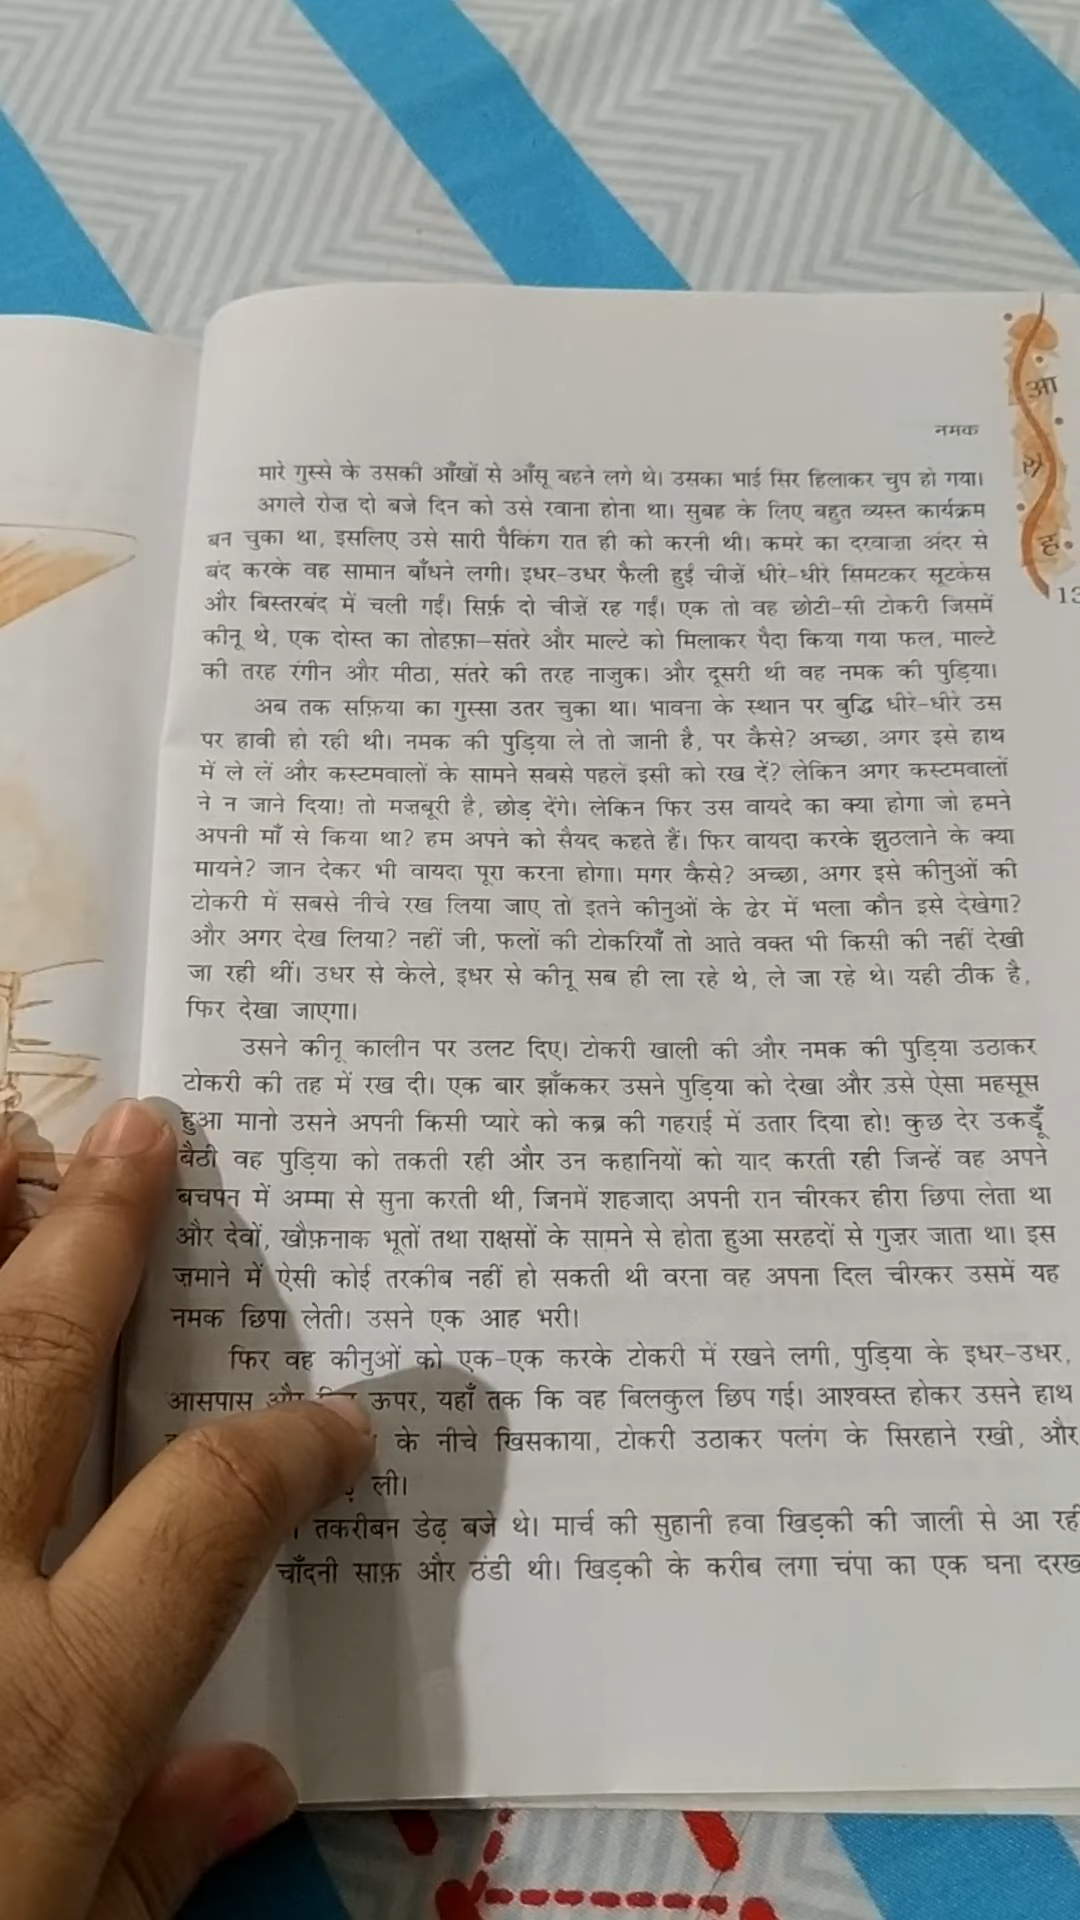 नमक
आ
रो
ह
13
मारे गुस्से के उसकी आँखों से आँसू बहने लगे थे। उसका भाई सिर हिलाकर चुप हो गया।
अगले रोज़ दो बजे दिन को उसे रवाना होना था। सुबह के लिए बहुत व्यस्त कार्यक्रम
बन चुका था, इसलिए उसे सारी पैकिंग रात ही को करनी थी। कमरे का दरवाज़ा अंदर से
बंद करके वह सामान बाँधने लगी। इधर-उधर फैली हुई चीज़ें धीरे-धीरे सिमटकर सूटकेस
और बिस्तरबंद में चली गईं। सिर्फ़ दो चीज़ें रह गईं। एक तो वह छोटी-सी टोकरी जिसमें
कीनू थे, एक दोस्त का तोहफ़ा—संतरे और माल्टे को मिलाकर पैदा किया गया फल, माल्टे
की तरह रंगीन और मीठा, संतरे की तरह नाज़ुक। और दूसरी थी वह नमक की पुड़िया।
अब तक सफ़िया का गुस्सा उतर चुका था। भावना के स्थान पर बुद्धि धीरे-धीरे उस
पर हावी हो रही थी। नमक की पुड़िया ले तो जानी है, पर कैसे? अच्छा, अगर इसे हाथ
में ले लें और कस्टमवालों के सामने सबसे पहले इसी को रख दें? लेकिन अगर कस्टमवालों
ने न जाने दिया! तो मज़बूरी है, छोड़ देंगे। लेकिन फिर उस वायदे का क्या होगा जो हमने
अपनी माँ से किया था? हम अपने को सैयद कहते हैं। फिर वायदा करके झुठलाने के क्या
मायने? जान देकर भी वायदा पूरा करना होगा। मगर कैसे? अच्छा, अगर इसे कीनुओं की
टोकरी में सबसे नीचे रख लिया जाए तो इतने कीनुओं के ढेर में भला कौन इसे देखेगा?
और अगर देख लिया? नहीं जी, फलों की टोकरियाँ तो आते वक्त भी किसी की नहीं देखी
जा रही थीं। उधर से केले, इधर से कीनू सब ही ला रहे थे, ले जा रहे थे। यही ठीक है,
फिर देखा जाएगा।
उसने कीनू कालीन पर उलट दिए। टोकरी खाली की और नमक की पुड़िया उठाकर
टोकरी की तह में रख दी। एक बार झाँककर उसने पुड़िया को देखा और उसे ऐसा महसूस
हुआ मानो उसने अपनी किसी प्यारे को कब्र की गहराई में उतार दिया हो! कुछ देर उकड़ूँ
बैठी वह पुड़िया को तकती रही और उन कहानियों को याद करती रही जिन्हें वह अपने
बचपन में अम्मा से सुना करती थी, जिनमें शहजादा अपनी रान चीरकर हीरा छिपा लेता था
और देवों, खौफ़नाक भूतों तथा राक्षसों के सामने से होता हुआ सरहदों से गुज़र जाता था। इस
ज़माने में ऐसी कोई तरकीब नहीं हो सकती थी वरना वह अपना दिल चीरकर उसमें यह
नमक छिपा लेती। उसने एक आह भरी।
फिर वह कीनुओं को एक-एक करके टोकरी में रखने लगी, पुड़िया के इधर-उधर,
आसपास और ऊपर, यहाँ तक कि वह बिलकुल छिप गई। आश्वस्त होकर उसने हाथ
के नीचे खिसकाया, टोकरी उठाकर पलंग के सिरहाने रखी, और
ली।
तकरीबन डेढ़ बजे थे। मार्च की सुहानी हवा खिड़की की जाली से आ रही
चाँदनी साफ़ और ठंडी थी। खिड़की के करीब लगा चंपा का एक घना